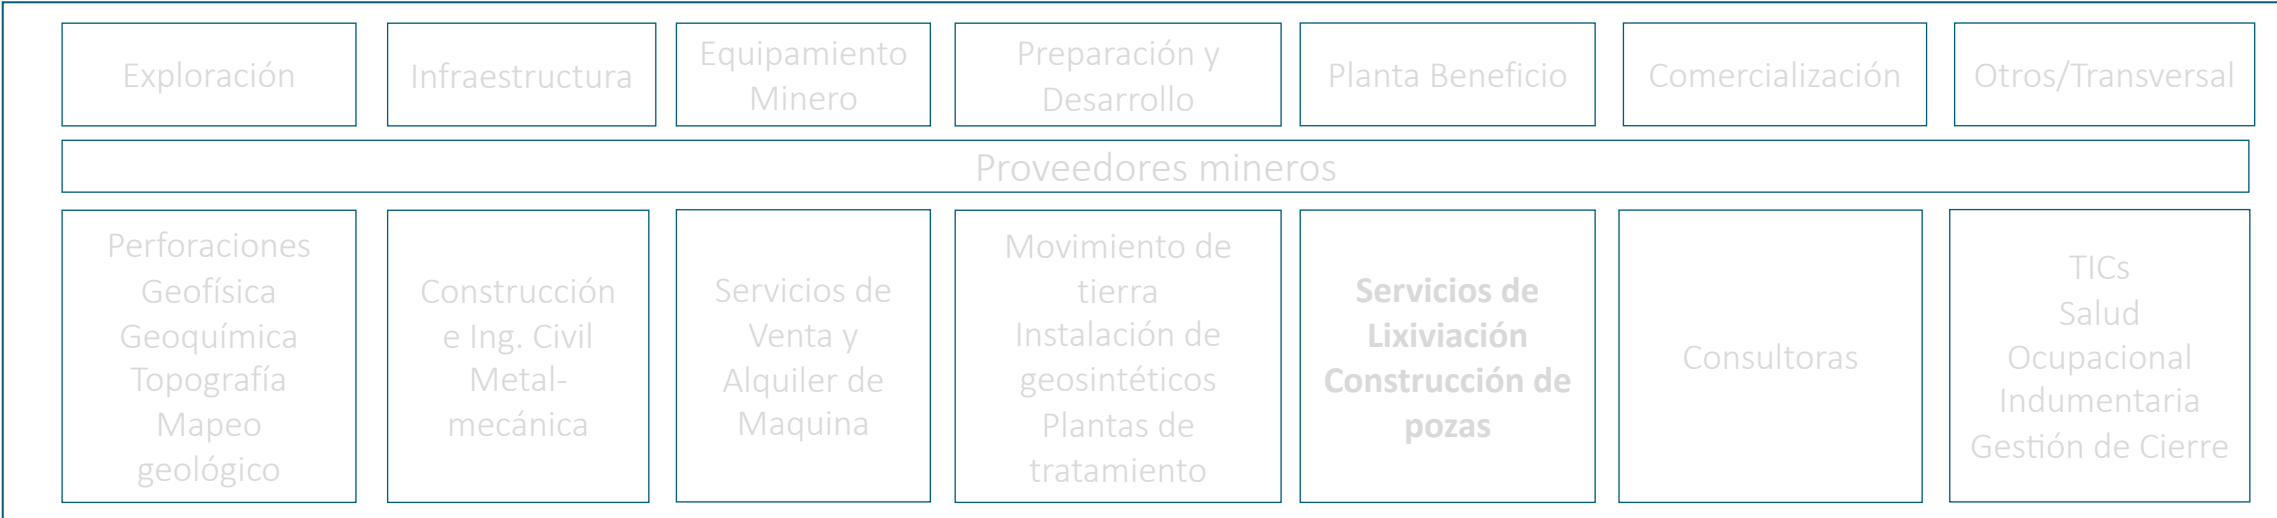 Exploración
Infraestructura
Equipamiento
Minero
Preparación y
Desarrollo
Planta Beneficio
Comercialización
Otros/Transversal
Proveedores mineros
Perforaciones
Geofísica
Geoquímica
Topografía
Mapeo
geológico
Construcción
e Ing. Civil
Metal-
mecánica
Servicios de
Venta y
Alquiler de
Maquina
Movimiento de
tierra
Instalación de
geosintéticos
Plantas de
tratamiento
Servicios de
Lixiviación
Construcción de
pozas
Consultoras
TICs
Salud
Ocupacional
Indumentaria
Gestión de Cierre